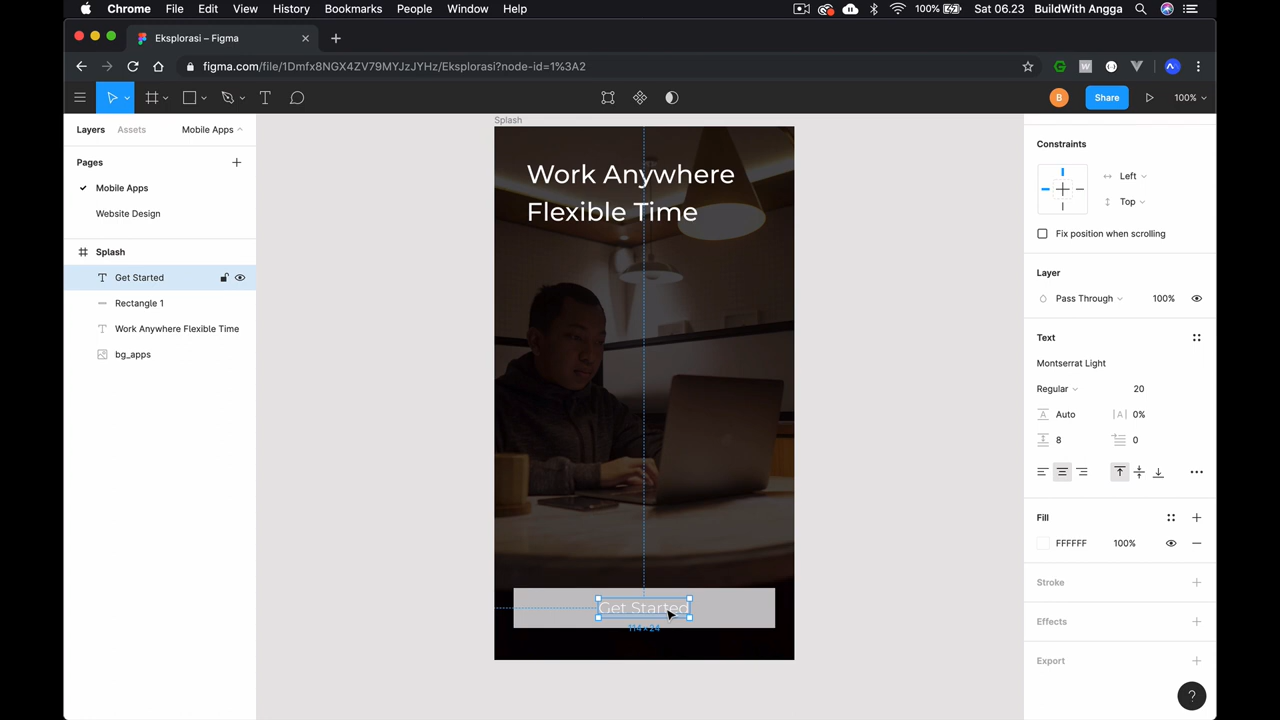 Chrome File Edit View History Bookmarks People Window Help 100% Sat 06.23 BuildWith Angga
Eksplorasi – Figma
figma.com/file/1Dmfx8NGX4ZV79MYJzJYHz/Eksplorasi?node-id=1%3A2
B Share 100%
Layers Assets Mobile Apps
Pages
Mobile Apps
Website Design
Splash
Get Started
Rectangle 1
Work Anywhere Flexible Time
bg_apps
Splash
Work Anywhere
Flexible Time
Get Started
114 × 24
Constraints
Left
Top
Fix position when scrolling
Layer
Pass Through 100%
Text
Montserrat Light
Regular 20
Auto 0%
8 0
Fill
FFFFFF 100%
Stroke
Effects
Export
?